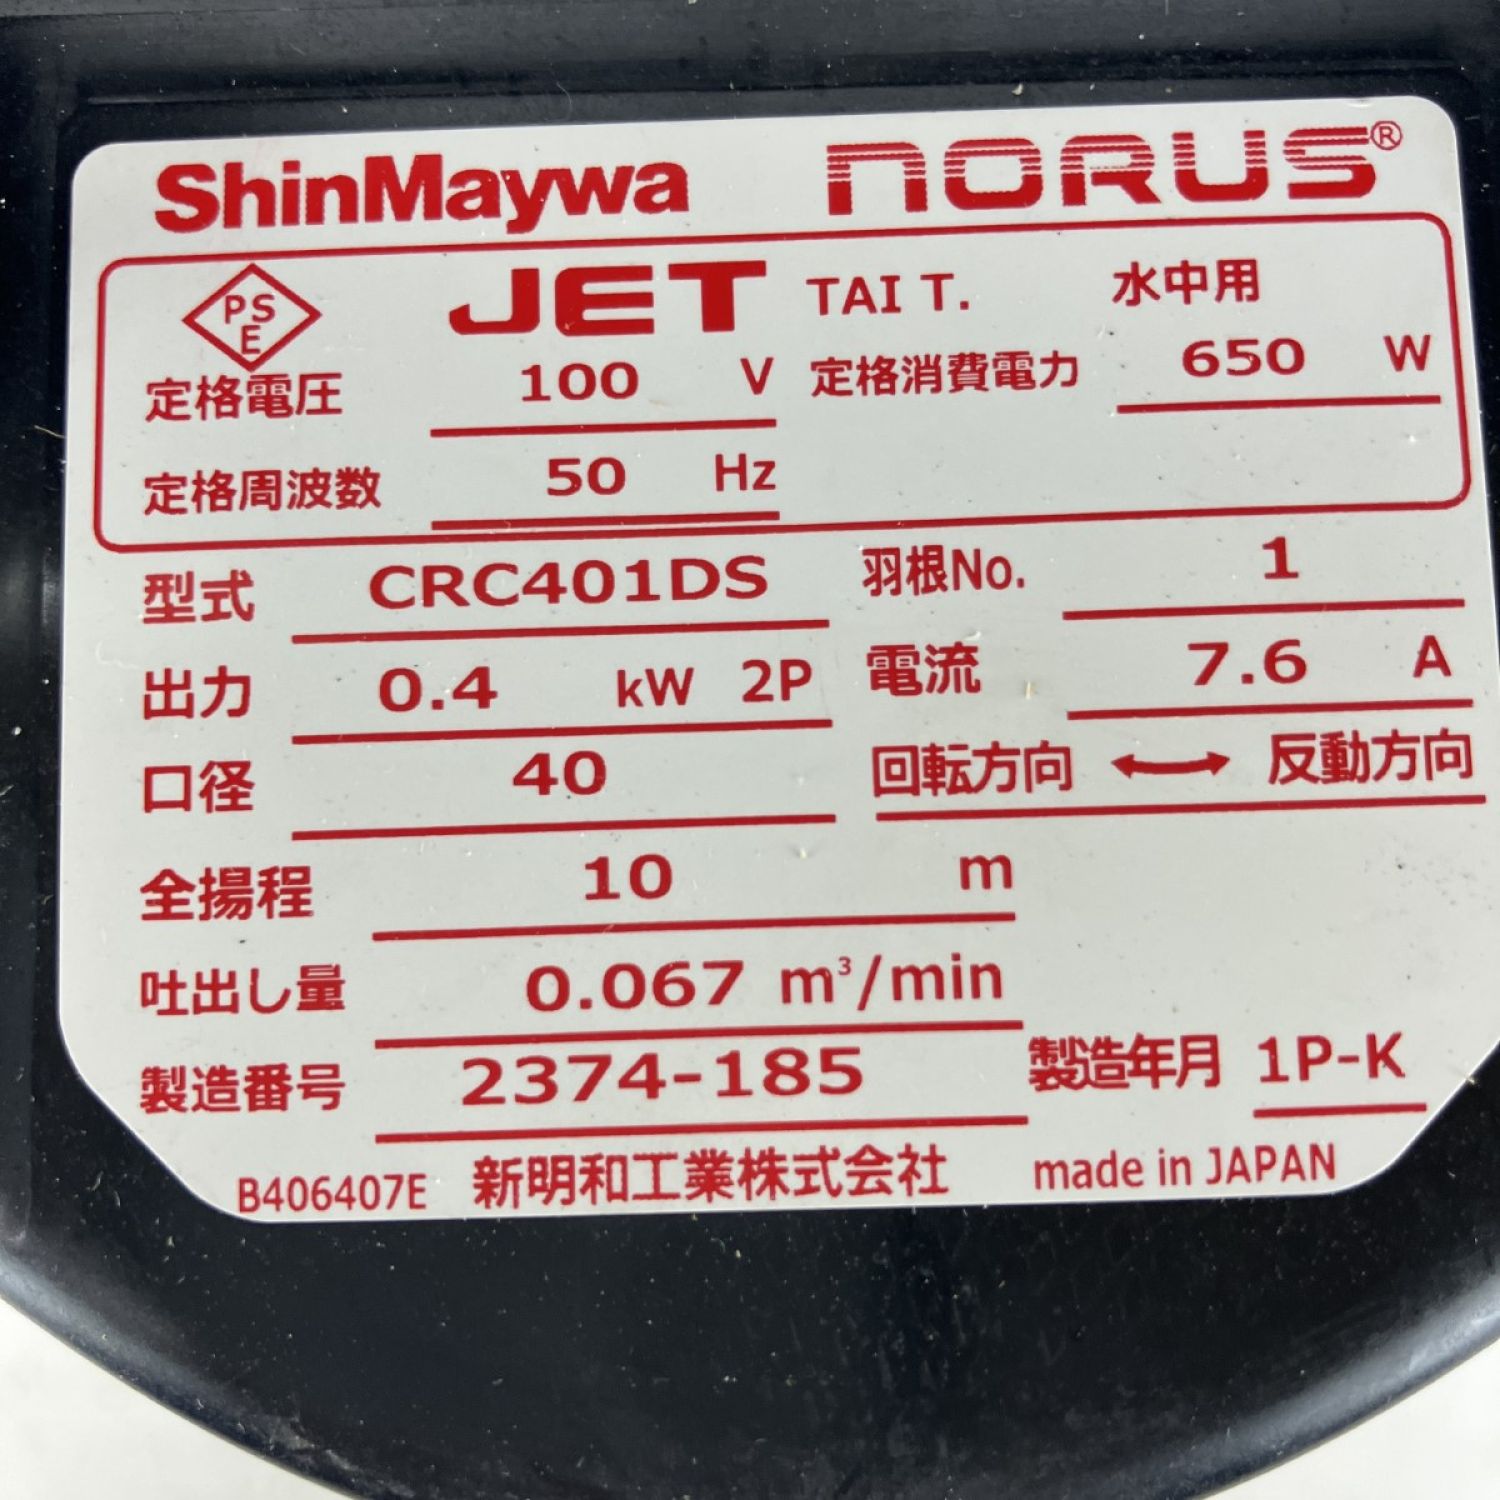 ShinMaywa NORUS®
PSE JET TAI T. 水中用
定格電圧 100 V 定格消費電力 650 W
定格周波数 50 Hz
型式 CRC401DS 羽根No. 1
出力 0.4 kW 2P 電流 7.6 A
口径 40 回転方向 ↔ 反動方向
全揚程 10 m
吐出し量 0.067 m³/min
製造番号 2374-185 製造年月 1P-K
B406407E 新明和工業株式会社 made in JAPAN